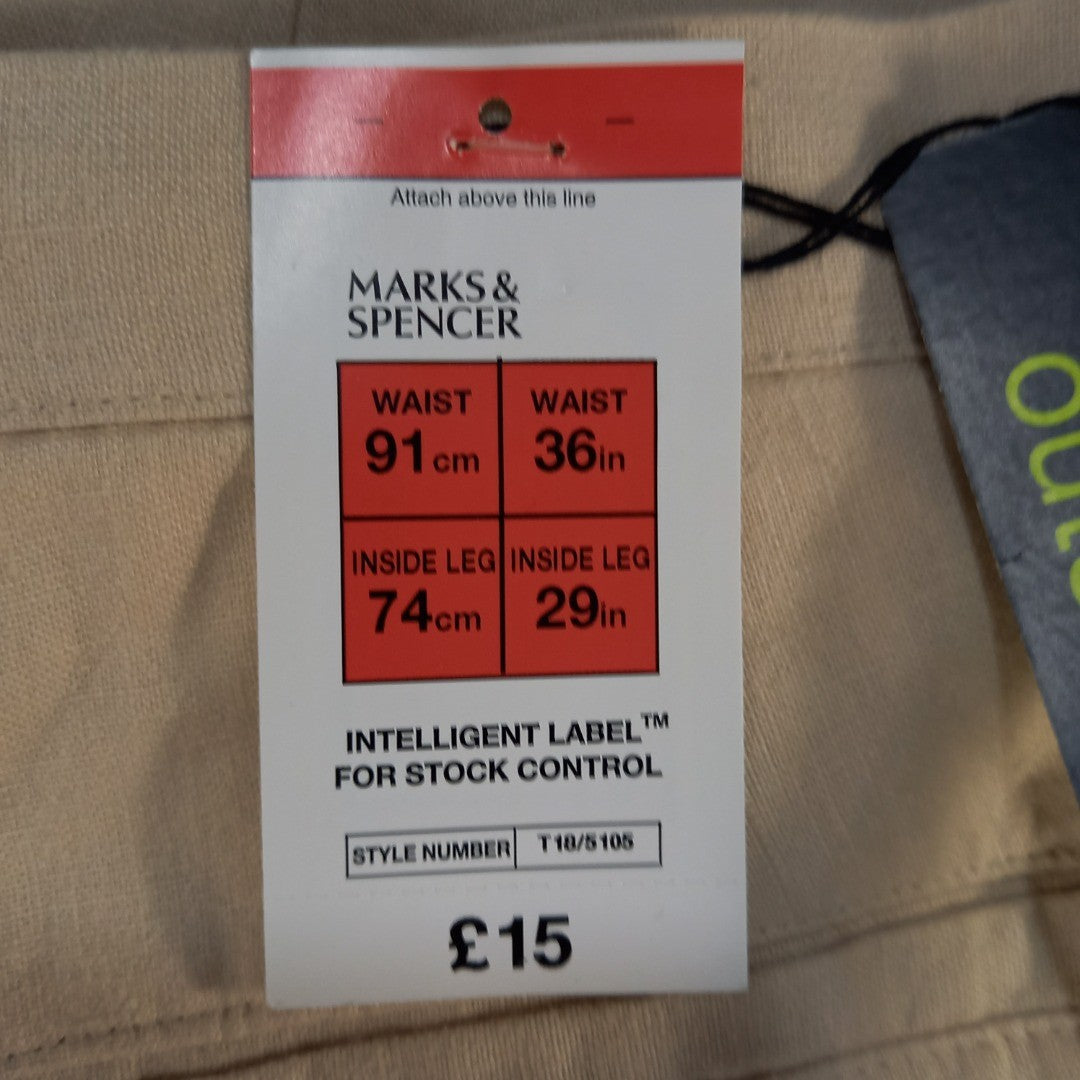 Attach above this line
MARKS &
SPENCER
WAIST
91cm
WAIST
36in
INSIDE LEG
74cm
INSIDE LEG
29in
INTELLIGENT LABEL™
FOR STOCK CONTROL
STYLE NUMBER T18/5105
£15